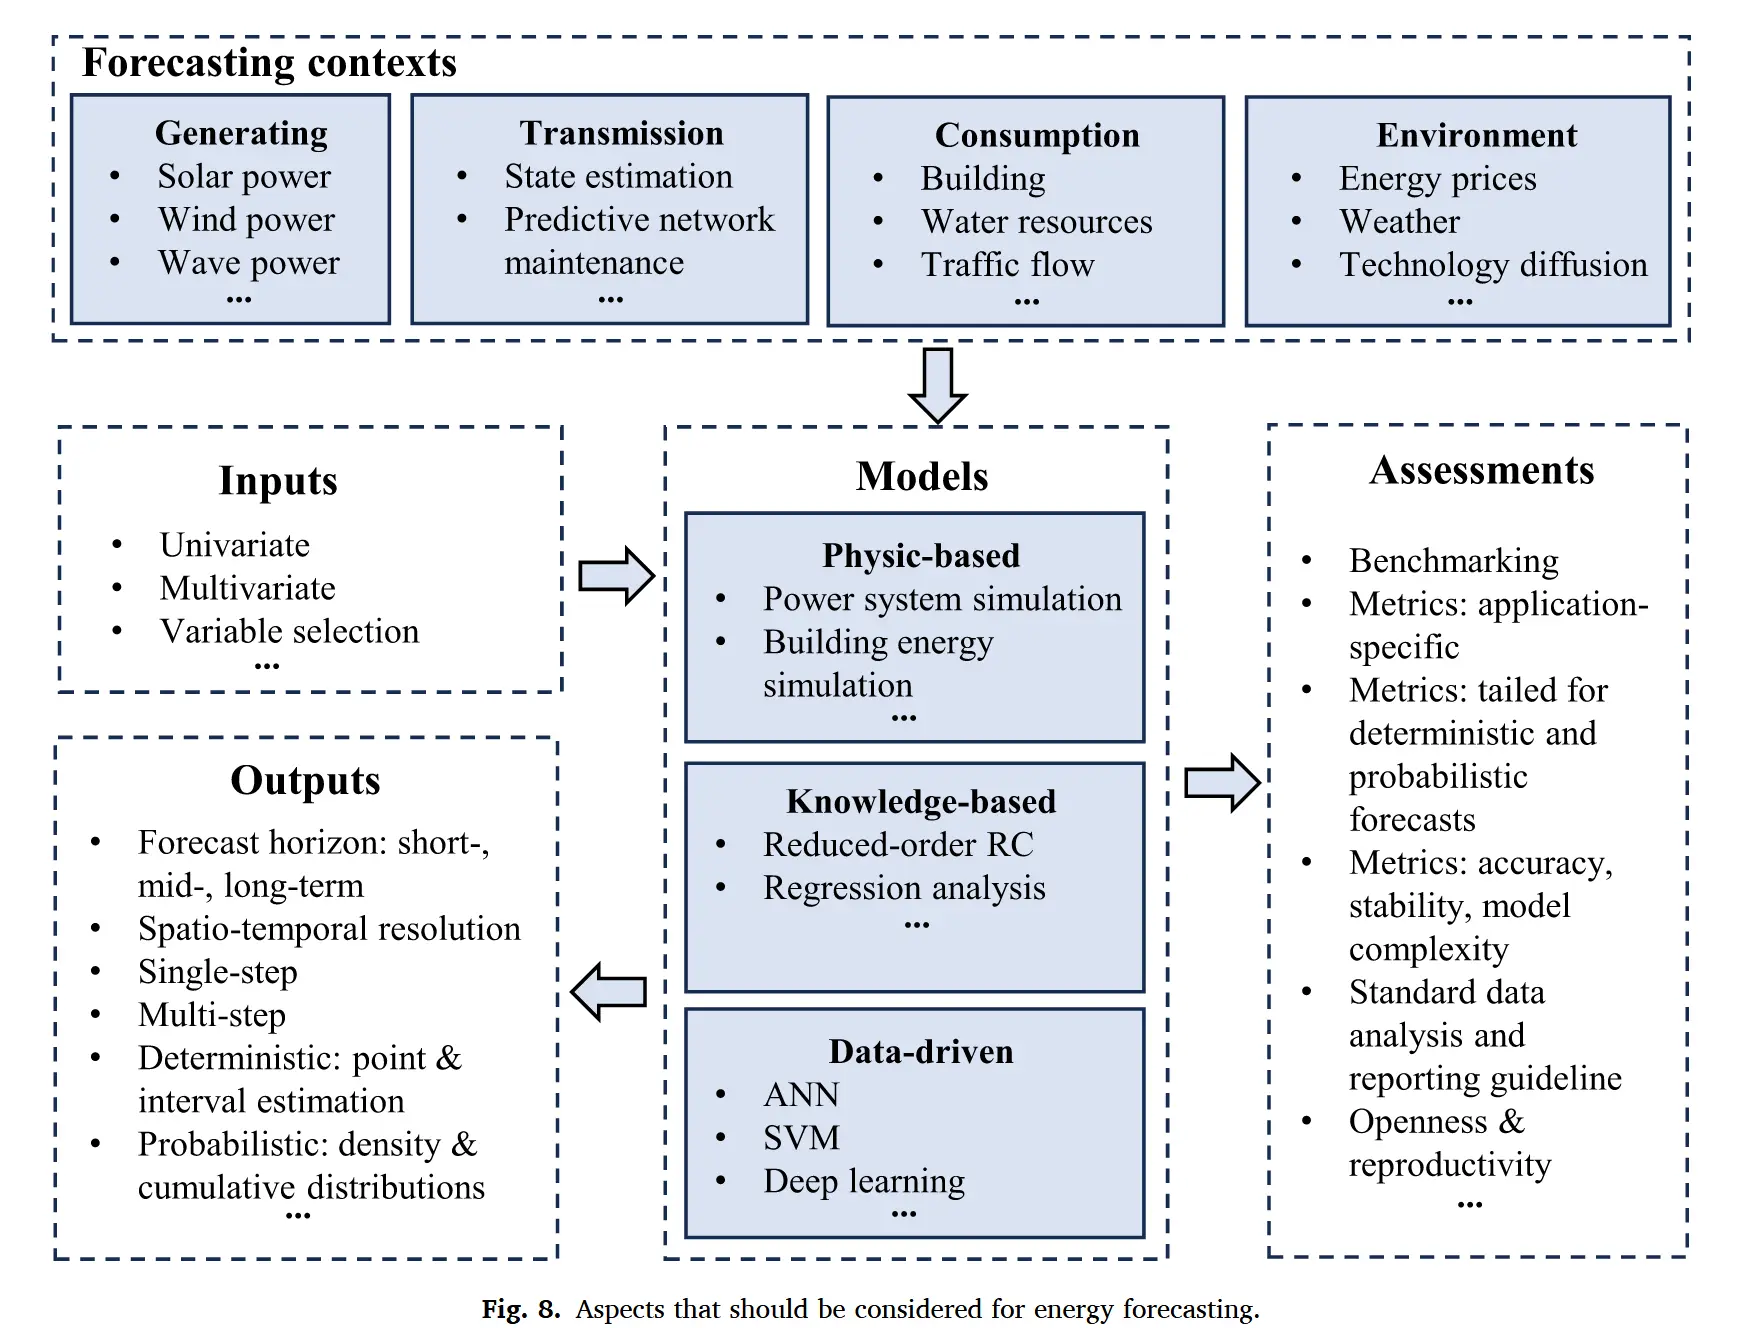 Forecasting contexts
Generating
• Solar power
• Wind power
• Wave power
...
Transmission
• State estimation
• Predictive network
maintenance
...
Consumption
• Building
• Water resources
• Traffic flow
...
Environment
• Energy prices
• Weather
• Technology diffusion
...
Inputs
• Univariate
• Multivariate
• Variable selection
...
Outputs
• Forecast horizon: short-,
mid-, long-term
• Spatio-temporal resolution
• Single-step
• Multi-step
• Deterministic: point &
interval estimation
• Probabilistic: density &
cumulative distributions
...
Models
Physic-based
• Power system simulation
• Building energy
simulation
...
Knowledge-based
• Reduced-order RC
• Regression analysis
...
Data-driven
• ANN
• SVM
• Deep learning
...
Assessments
• Benchmarking
• Metrics: application-
specific
• Metrics: tailed for
deterministic and
probabilistic
forecasts
• Metrics: accuracy,
stability, model
complexity
• Standard data
analysis and
reporting guideline
• Openness &
reproductivity
...
Fig. 8. Aspects that should be considered for energy forecasting.